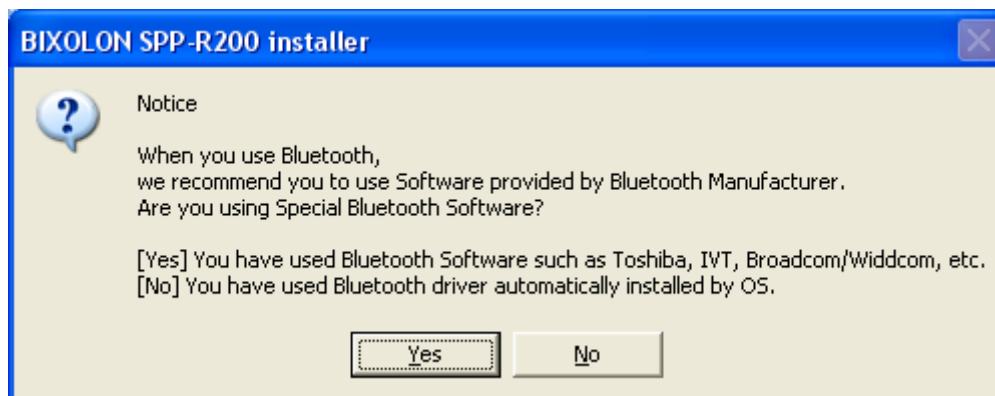 BIXOLON SPP-R200 installer
Notice
When you use Bluetooth,
we recommend you to use Software provided by Bluetooth Manufacturer.
Are you using Special Bluetooth Software?
[Yes] You have used Bluetooth Software such as Toshiba, IVT, Broadcom/Widdcom, etc.
[No] You have used Bluetooth driver automatically installed by OS.
Yes No